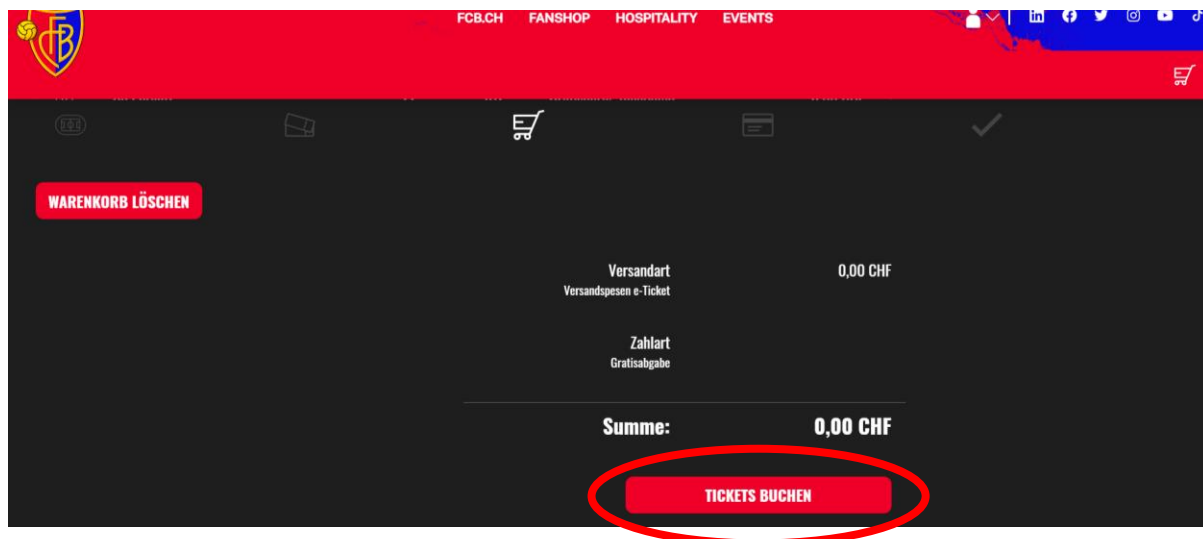 FCB
FCB.CH FANSHOP HOSPITALITY EVENTS
WARENKORB LÖSCHEN
Versandart 0,00 CHF
Versandspesen e-Ticket
Zahlart
Gratisabgabe
Summe: 0,00 CHF
TICKETS BUCHEN